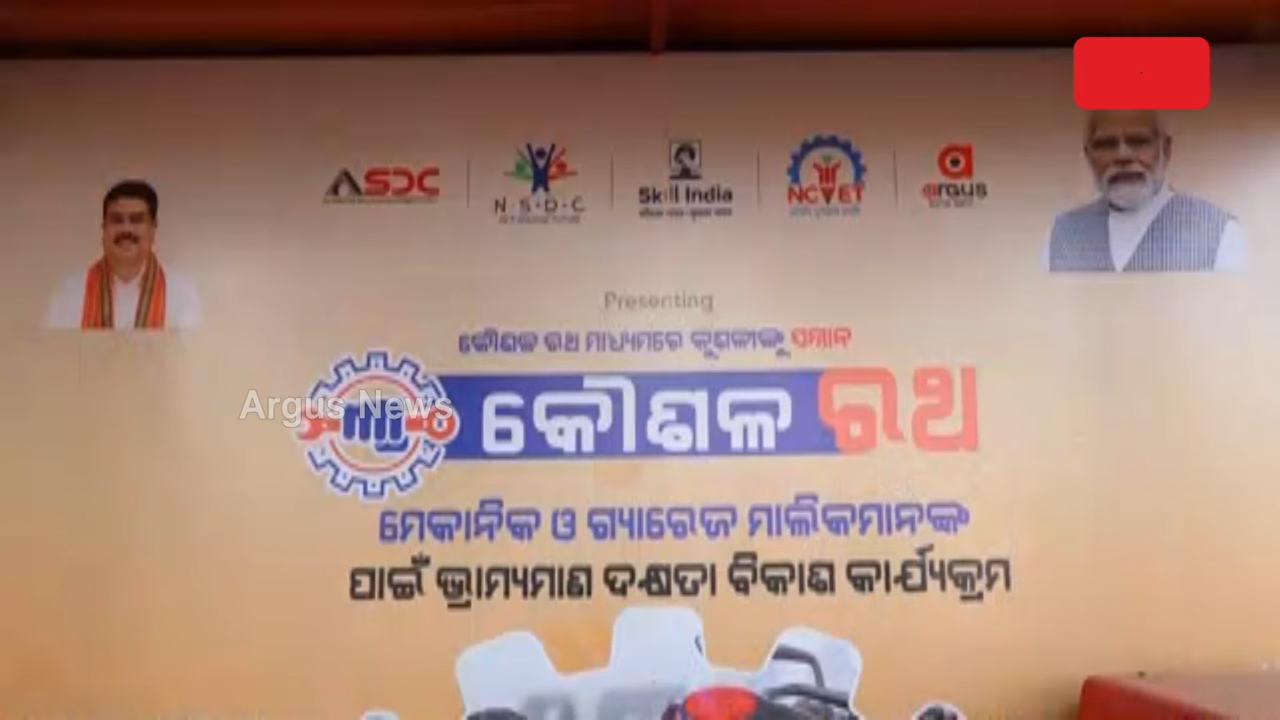 ASDC
N·S·D·C
Skill India
NCVET
argus
Presenting
କୌଶଳ ରଥ ମାଧ୍ୟମରେ କୁଶଳୀଙ୍କୁ ସମ୍ମାନ
Argus News
କୌଶଳ ରଥ
ମେକାନିକ ଓ ଗ୍ୟାରେଜ ମାଲିକମାନଙ୍କ
ପାଇଁ ଭ୍ରାମ୍ୟମାଣ ଦକ୍ଷତା ବିକାଶ କାର୍ଯ୍ୟକ୍ରମ